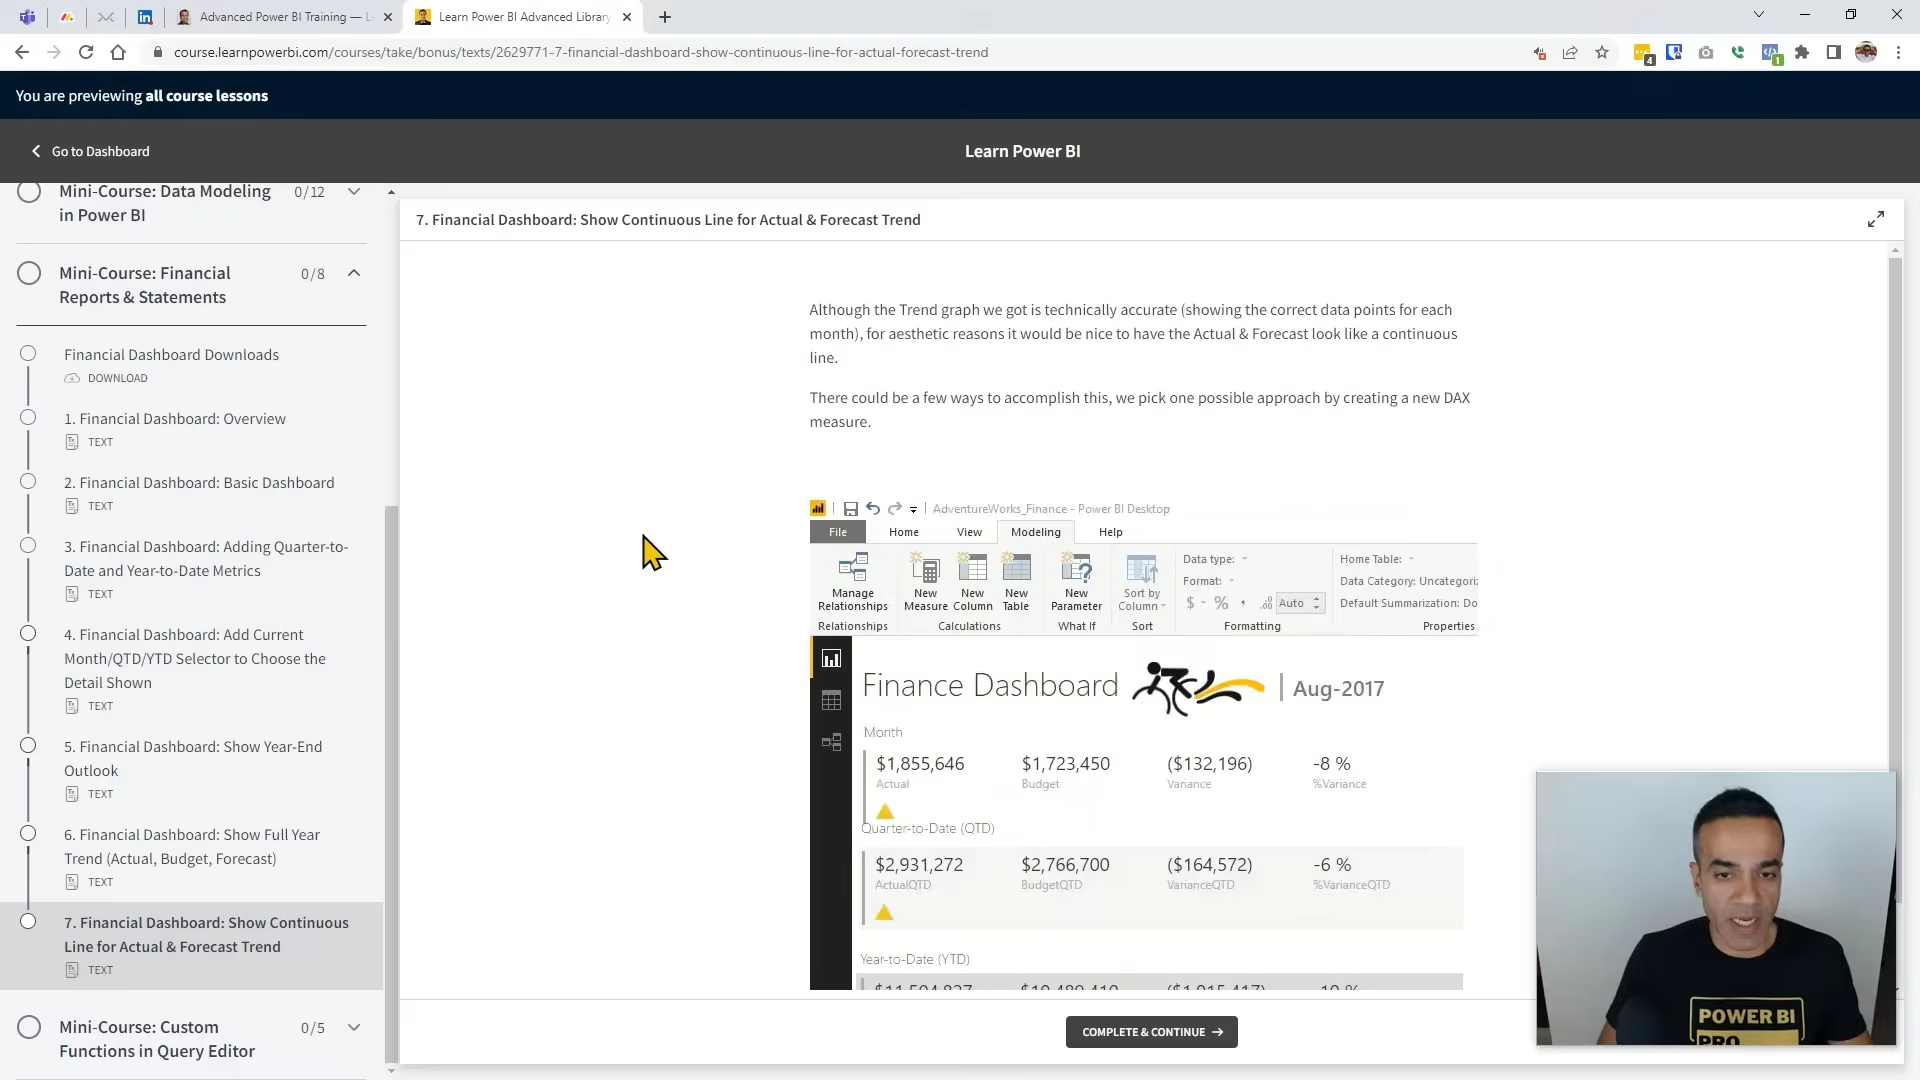 Advanced Power BI Training — L
Learn Power BI Advanced Library
course.learnpowerbi.com/courses/take/bonus/texts/2629771-7-financial-dashboard-show-continuous-line-for-actual-forecast-trend
4
1
You are previewing all course lessons
Go to Dashboard
Learn Power BI
Mini-Course: Data Modeling 0/12
in Power BI
Mini-Course: Financial 0/8
Reports & Statements
Financial Dashboard Downloads
DOWNLOAD
1. Financial Dashboard: Overview
TEXT
2. Financial Dashboard: Basic Dashboard
TEXT
3. Financial Dashboard: Adding Quarter-to-
Date and Year-to-Date Metrics
TEXT
4. Financial Dashboard: Add Current
Month/QTD/YTD Selector to Choose the
Detail Shown
TEXT
5. Financial Dashboard: Show Year-End
Outlook
TEXT
6. Financial Dashboard: Show Full Year
Trend (Actual, Budget, Forecast)
TEXT
7. Financial Dashboard: Show Continuous
Line for Actual & Forecast Trend
TEXT
Mini-Course: Custom 0/5
Functions in Query Editor
7. Financial Dashboard: Show Continuous Line for Actual & Forecast Trend
Although the Trend graph we got is technically accurate (showing the correct data points for each
month), for aesthetic reasons it would be nice to have the Actual & Forecast look like a continuous
line.
There could be a few ways to accomplish this, we pick one possible approach by creating a new DAX
measure.
AdventureWorks_Finance - Power BI Desktop
File Home View Modeling Help
Manage New New New New Sort by
Relationships Measure Column Table Parameter Column
Data type:
Format:
$ % , .00 Auto
Home Table:
Data Category: Uncategoriz
Default Summarization: Do
Relationships Calculations What If Sort Formatting Properties
Finance Dashboard | Aug-2017
Month
$1,855,646 $1,723,450 ($132,196) -8 %
Actual Budget Variance %Variance
Quarter-to-Date (QTD)
$2,931,272 $2,766,700 ($164,572) -6 %
ActualQTD BudgetQTD VarianceQTD %VarianceQTD
Year-to-Date (YTD)
COMPLETE & CONTINUE →
POWER BI
PRO